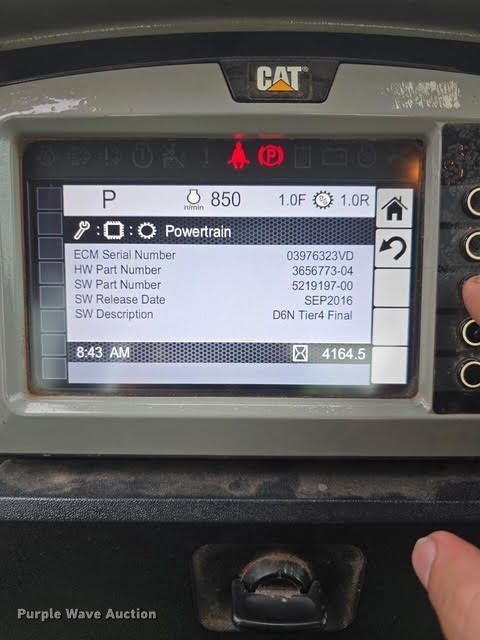 CAT
P n/min 850 1.0F 1.0R
: : Powertrain
ECM Serial Number 03976323VD
HW Part Number 3656773-04
SW Part Number 5219197-00
SW Release Date SEP2016
SW Description D6N Tier4 Final
8:43 AM 4164.5
Purple Wave Auction